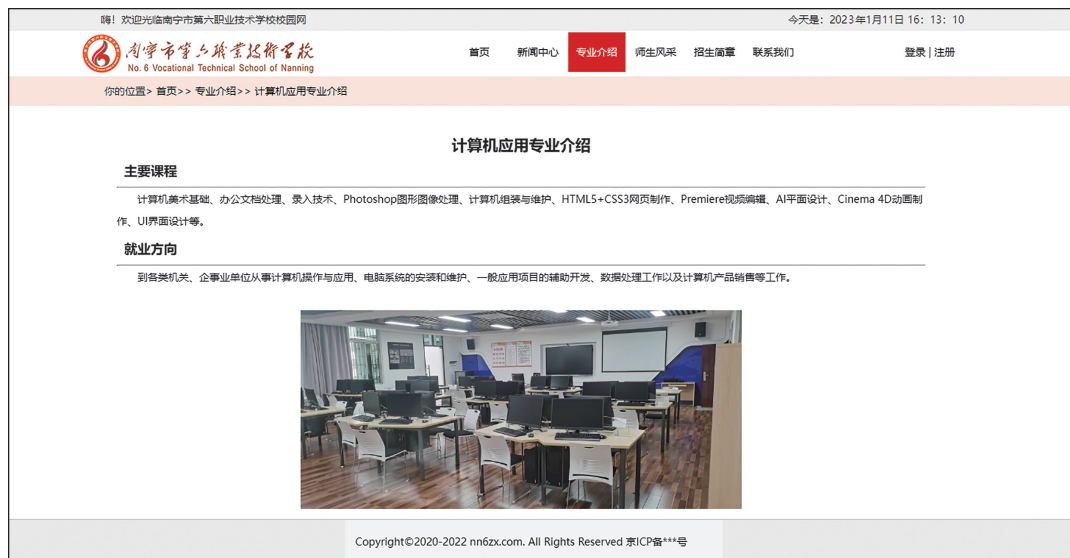 嗨！欢迎光临南宁市第六职业技术学校校园网
今天是：2023年1月11日 16：13：10
南宁市第六职业技术学校
No. 6 Vocational Technical School of Nanning
首页 新闻中心 专业介绍 师生风采 招生简章 联系我们 登录 | 注册
你的位置> 首页>> 专业介绍>> 计算机应用专业介绍
计算机应用专业介绍
主要课程
计算机美术基础、办公文档处理、录入技术、Photoshop图形图像处理、计算机组装与维护、HTML5+CSS3网页制作、Premiere视频编辑、AI平面设计、Cinema 4D动画制
作、UI界面设计等。
就业方向
到各类机关、企事业单位从事计算机操作与应用、电脑系统的安装和维护、一般应用项目的辅助开发、数据处理工作以及计算机产品销售等工作。
Copyright©2020-2022 nn6zx.com. All Rights Reserved 京ICP备***号